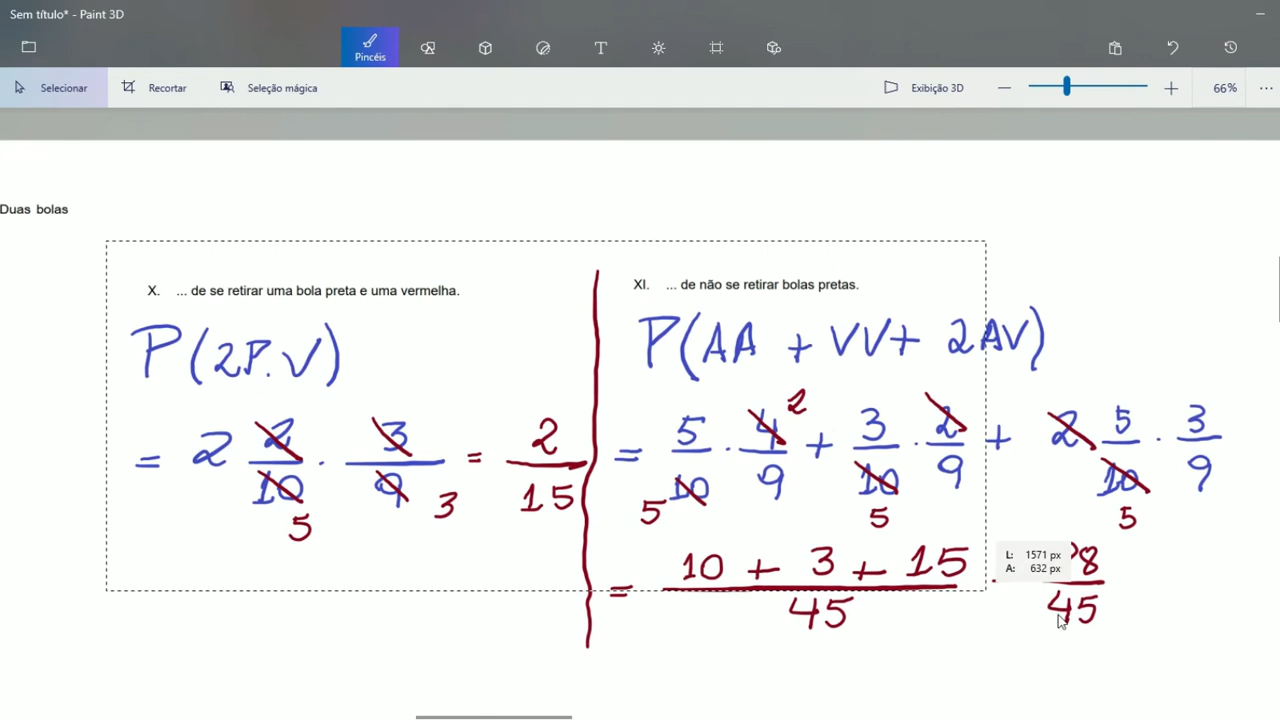 Sem título* - Paint 3D
Pincéis
Selecionar Recortar Seleção mágica Exibição 3D 66%
Duas bolas
X. ... de se retirar uma bola preta e uma vermelha.
P(2P.V)
= 2 2/10 . 3/9 = 2/15
5 3
XI. ... de não se retirar bolas pretas.
P(AA + VV + 2AV)
= 5/10 . 4/9 + 3/10 . 2/9 + 2 5/10 . 3/9
2
5 5 5
= 10 + 3 + 15 / 45 8/45
L: 1571 px
A: 632 px